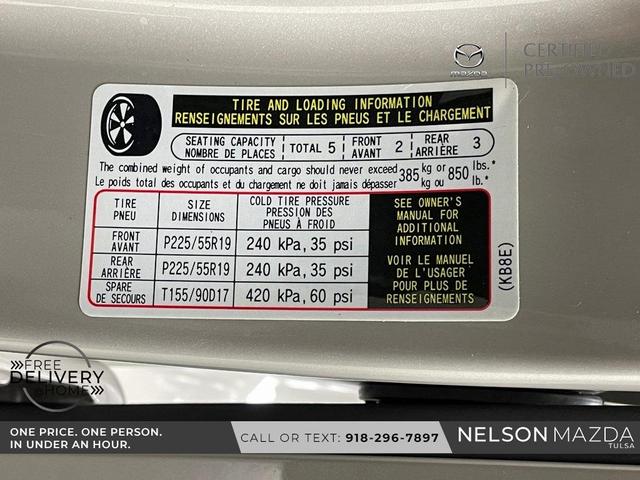 CERTIFIED
PRE-OWNED
mazda
TIRE AND LOADING INFORMATION
RENSEIGNEMENTS SUR LES PNEUS ET LE CHARGEMENT
SEATING CAPACITY
NOMBRE DE PLACES
TOTAL 5
FRONT
AVANT 2
REAR
ARRIÈRE 3
The combined weight of occupants and cargo should never exceed 385 kg or 850 lbs.*
Le poids total des occupants et du chargement ne doit jamais dépasser kg ou lb.*
TIRE
PNEU
SIZE
DIMENSIONS
COLD TIRE PRESSURE
PRESSION DES
PNEUS À FROID
FRONT
AVANT
P225/55R19
240 kPa, 35 psi
REAR
ARRIÈRE
P225/55R19
240 kPa, 35 psi
SPARE
DE SECOURS
T155/90D17
420 kPa, 60 psi
SEE OWNER'S
MANUAL FOR
ADDITIONAL
INFORMATION
VOIR LE MANUEL
DE L'USAGER
POUR PLUS DE
RENSEIGNEMENTS
(KB8E)
FREE
DELIVERY
@HOME
ONE PRICE. ONE PERSON.
IN UNDER AN HOUR.
CALL OR TEXT: 918-296-7897
NELSON MAZDA
TULSA